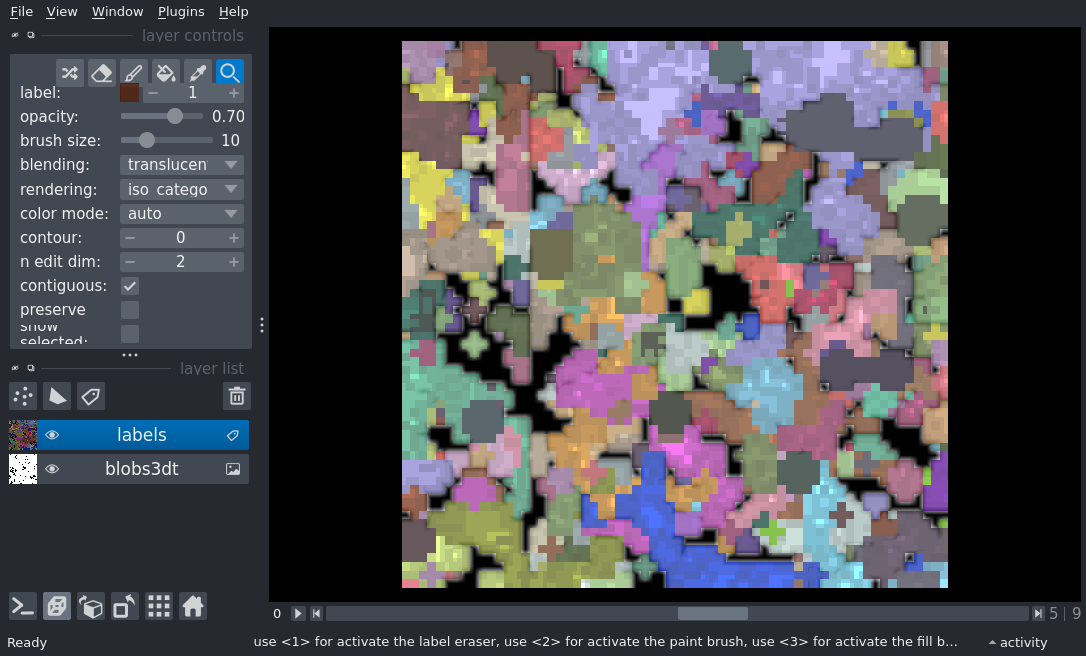 File View Window Plugins Help
layer controls
label: 1
opacity: 0.70
brush size: 10
blending: translucen
rendering: iso_catego
color mode: auto
contour: 0
n edit dim: 2
contiguous:
preserve
show
selected:
layer list
labels
blobs3dt
0 5 | 9
Ready use <1> for activate the label eraser, use <2> for activate the paint brush, use <3> for activate the fill b... activity